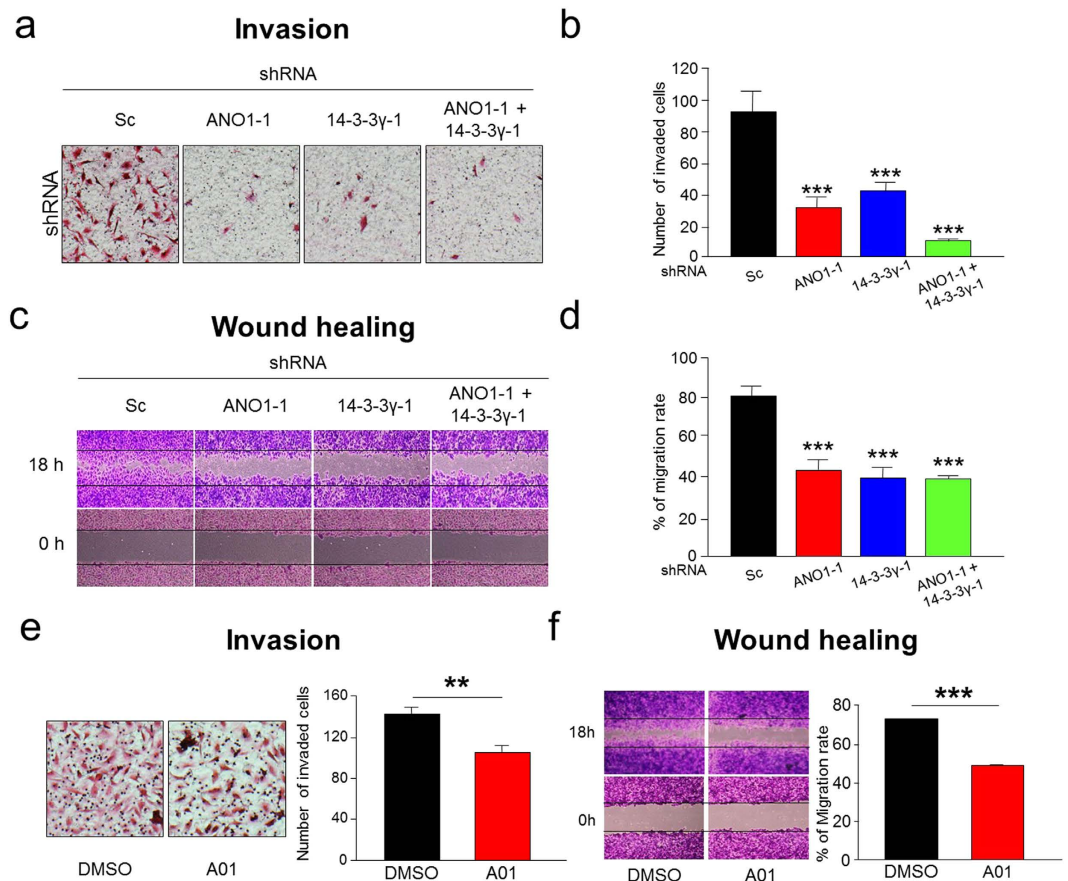 a
Invasion
shRNA
Sc
ANO1-1
14-3-3γ-1
ANO1-1 +
14-3-3γ-1
shRNA
b
Number of invaded cells
120
100
80
60
40
20
0
***
***
***
shRNA
Sc
ANO1-1
14-3-3γ-1
ANO1-1 +
14-3-3γ-1
c
Wound healing
shRNA
Sc
ANO1-1
14-3-3γ-1
ANO1-1 +
14-3-3γ-1
18 h
0 h
d
% of migration rate
100
80
60
40
40
0
***
***
***
shRNA
Sc
ANO1-1
14-3-3γ-1
ANO1-1 +
14-3-3γ-1
e
Invasion
DMSO
A01
Number of invaded cells
160
120
80
40
0
**
DMSO
A01
f
Wound healing
18h
0h
DMSO
A01
% of Migration rate
80
60
40
20
0
***
DMSO
A01